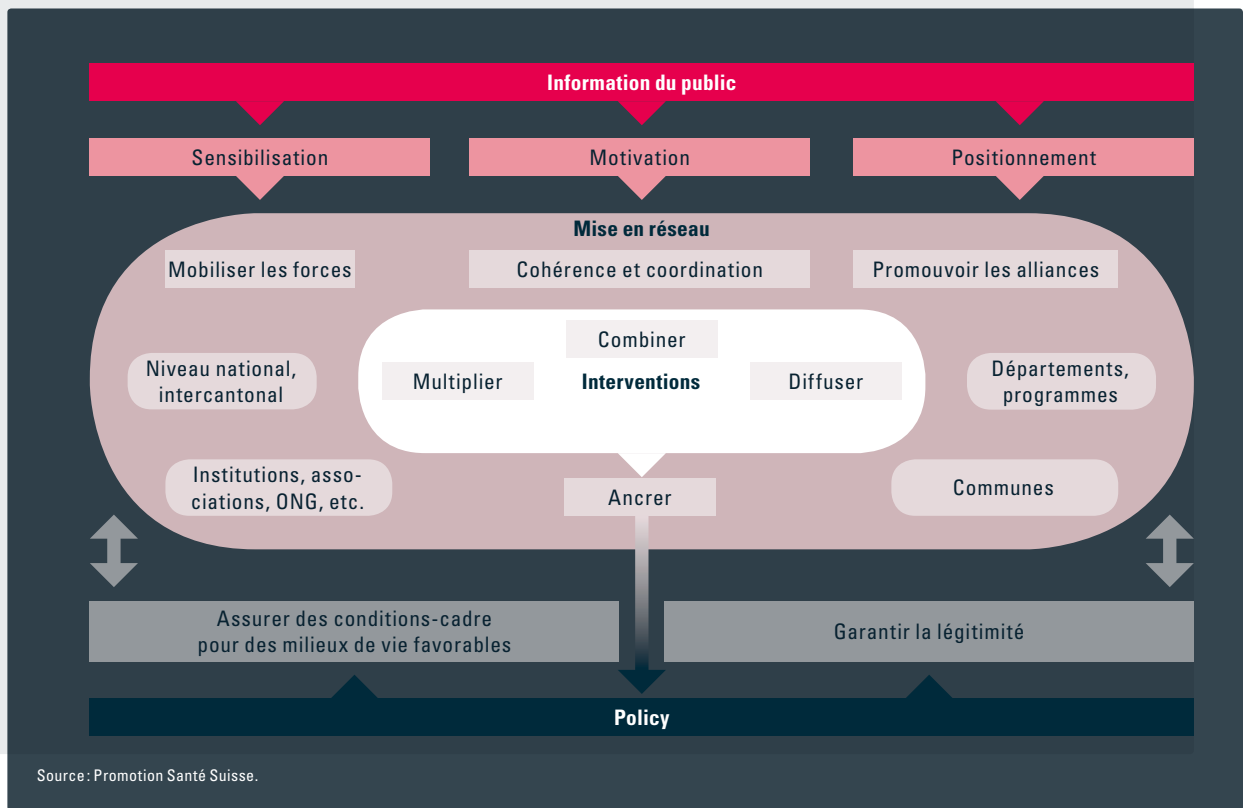 Information du public
Sensibilisation
Motivation
Positionnement
Mise en réseau
Mobiliser les forces
Cohérence et coordination
Promouvoir les alliances
Combiner
Niveau national,
intercantonal
Multiplier
Interventions
Diffuser
Départements,
programmes
Institutions, asso-
ciations, ONG, etc.
Ancrer
Communes
Assurer des conditions-cadre
pour des milieux de vie favorables
Garantir la légitimité
Policy
Source: Promotion Santé Suisse.